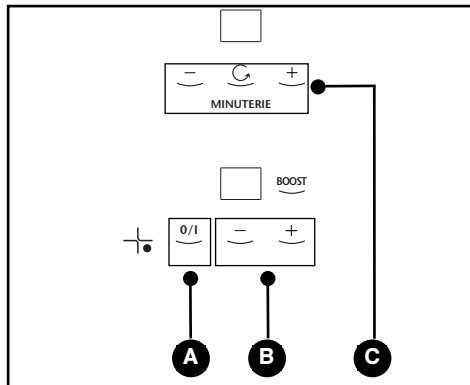 − +
MINUTERIE
BOOST
0/I − +
A B C